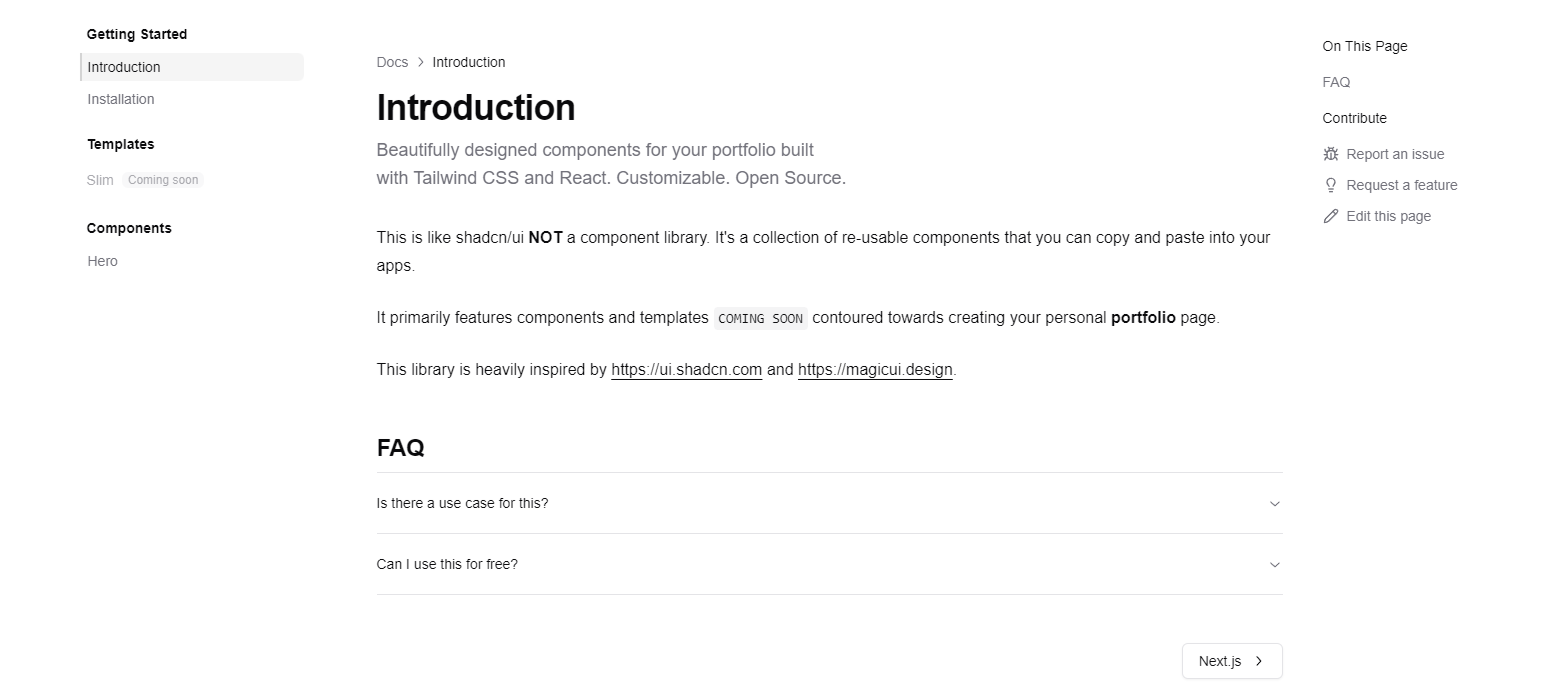 Getting Started
Introduction
Installation
Templates
Slim Coming soon
Components
Hero
Docs > Introduction
Introduction
Beautifully designed components for your portfolio built
with Tailwind CSS and React. Customizable. Open Source.
This is like shadcn/ui NOT a component library. It's a collection of re-usable components that you can copy and paste into your
apps.
It primarily features components and templates COMING SOON contoured towards creating your personal portfolio page.
This library is heavily inspired by https://ui.shadcn.com and https://magicui.design.
FAQ
Is there a use case for this?
Can I use this for free?
Next.js
On This Page
FAQ
Contribute
Report an issue
Request a feature
Edit this page